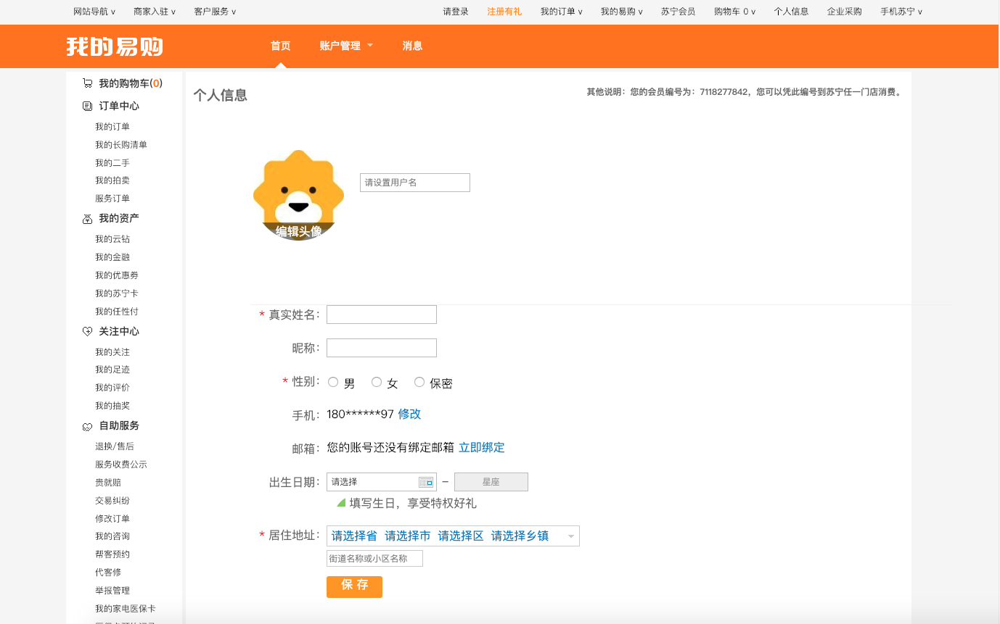 网站导航 ∨ 商家入驻 ∨ 客户服务 ∨ 请登录 注册有礼 我的订单 ∨ 我的易购 ∨ 苏宁会员 购物车 0 ∨ 个人信息 企业采购 手机苏宁 ∨
我的易购 首页 账户管理 消息
我的购物车(0)
订单中心
我的订单
我的长购清单
我的二手
我的拍卖
服务订单
我的资产
我的云钻
我的金融
我的优惠券
我的苏宁卡
我的任性付
关注中心
我的关注
我的足迹
我的评价
我的抽奖
自助服务
退换/售后
服务收费公示
贵就赔
交易纠纷
修改订单
我的咨询
帮客预约
代客修
举报管理
我的家电医保卡
个人信息
其他说明：您的会员编号为：7118277842，您可以凭此编号到苏宁任一门店消费。
编辑头像
请设置用户名
* 真实姓名：
昵称：
* 性别： 男 女 保密
手机： 180******97 修改
邮箱： 您的账号还没有绑定邮箱 立即绑定
出生日期： 请选择 – 星座
填写生日，享受特权好礼
* 居住地址： 请选择省 请选择市 请选择区 请选择乡镇
街道名称或小区名称
保 存